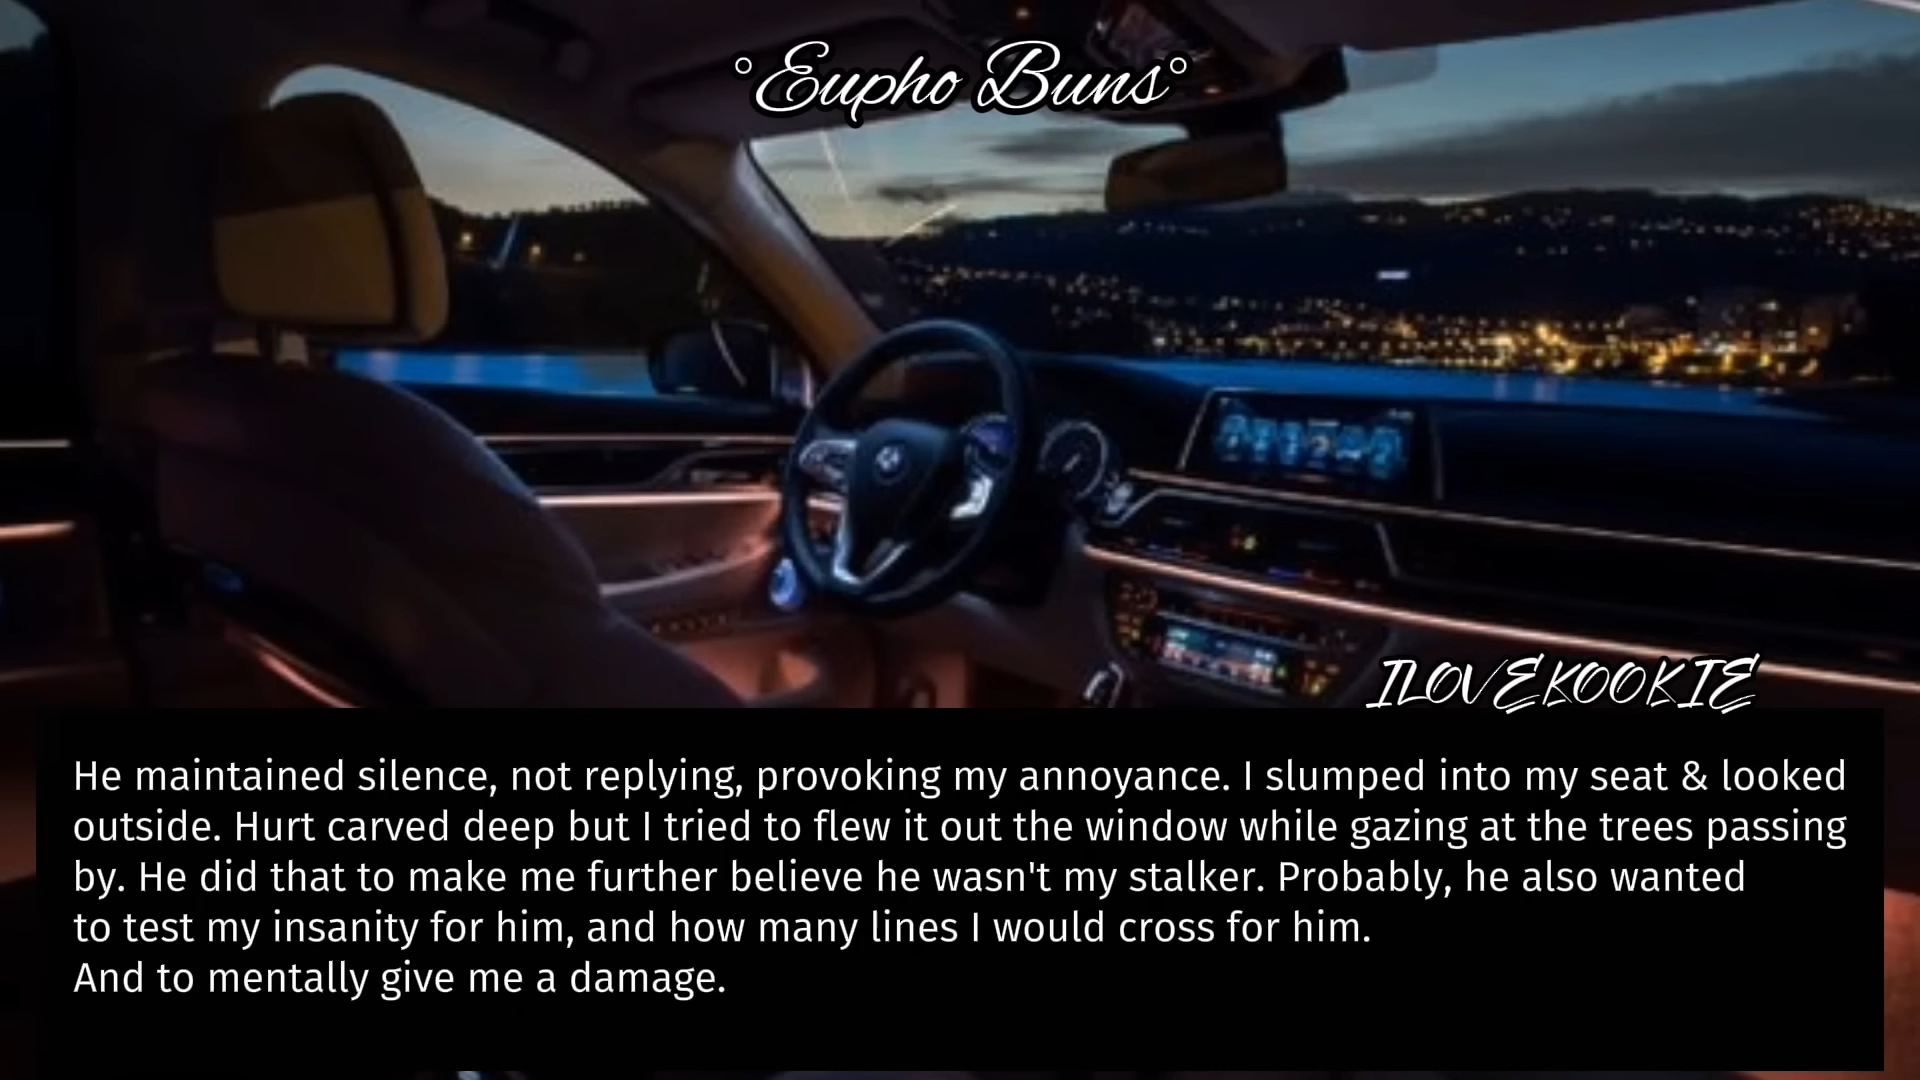 °Eupho Buns°
ILOVEKOOKIE
He maintained silence, not replying, provoking my annoyance. I slumped into my seat & looked
outside. Hurt carved deep but I tried to flew it out the window while gazing at the trees passing
by. He did that to make me further believe he wasn't my stalker. Probably, he also wanted
to test my insanity for him, and how many lines I would cross for him.
And to mentally give me a damage.